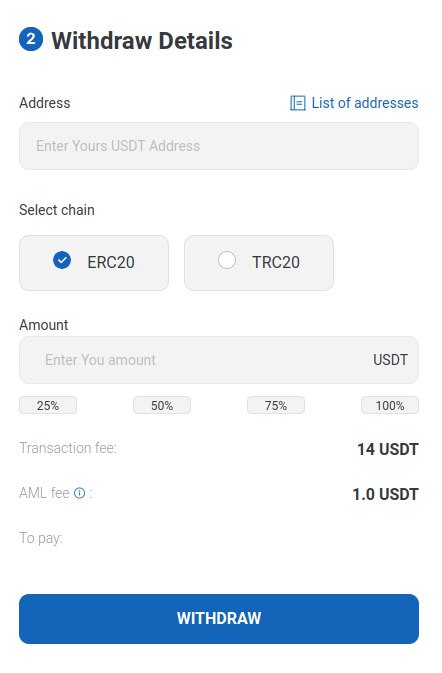 2 Withdraw Details
Address List of addresses
Enter Yours USDT Address
Select chain
ERC20 TRC20
Amount
Enter You amount USDT
25% 50% 75% 100%
Transaction fee: 14 USDT
AML fee : 1.0 USDT
To pay:
WITHDRAW